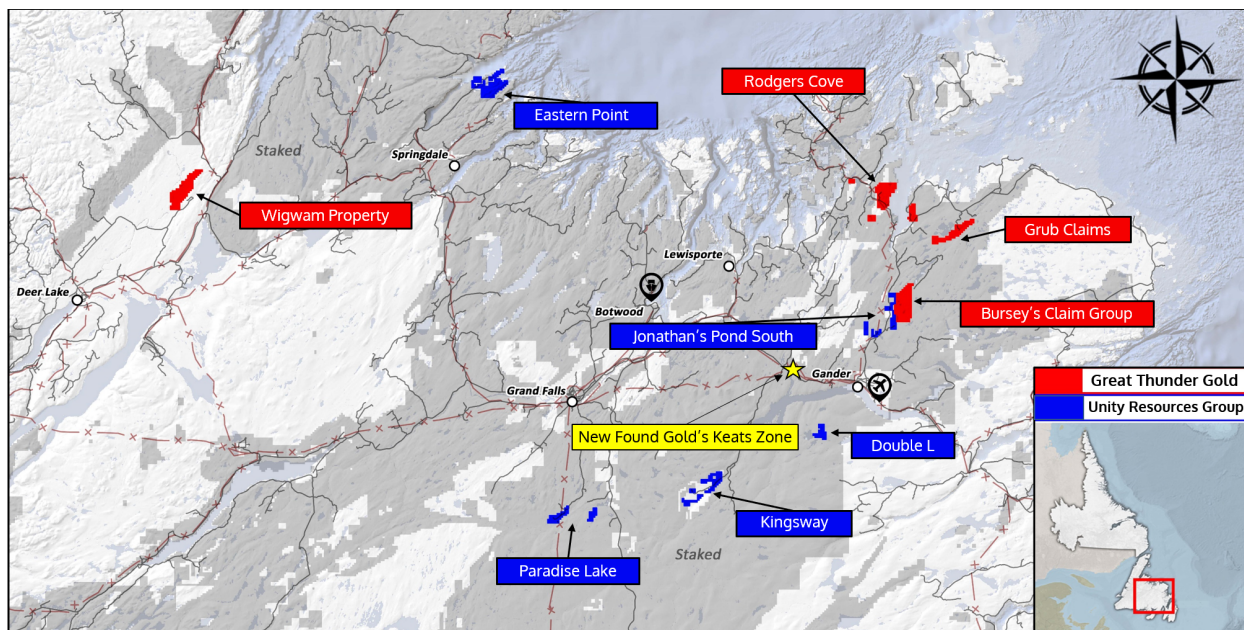 Rodgers Cove
Eastern Point
Staked
Springdale
Wigwam Property
Grub Claims
Lewisporte
Deer Lake
Botwood
Bursey's Claim Group
Jonathan's Pond South
Gander
Grand Falls
Great Thunder Gold
Unity Resources Group
New Found Gold's Keats Zone
Double L
Kingsway
Staked
Paradise Lake